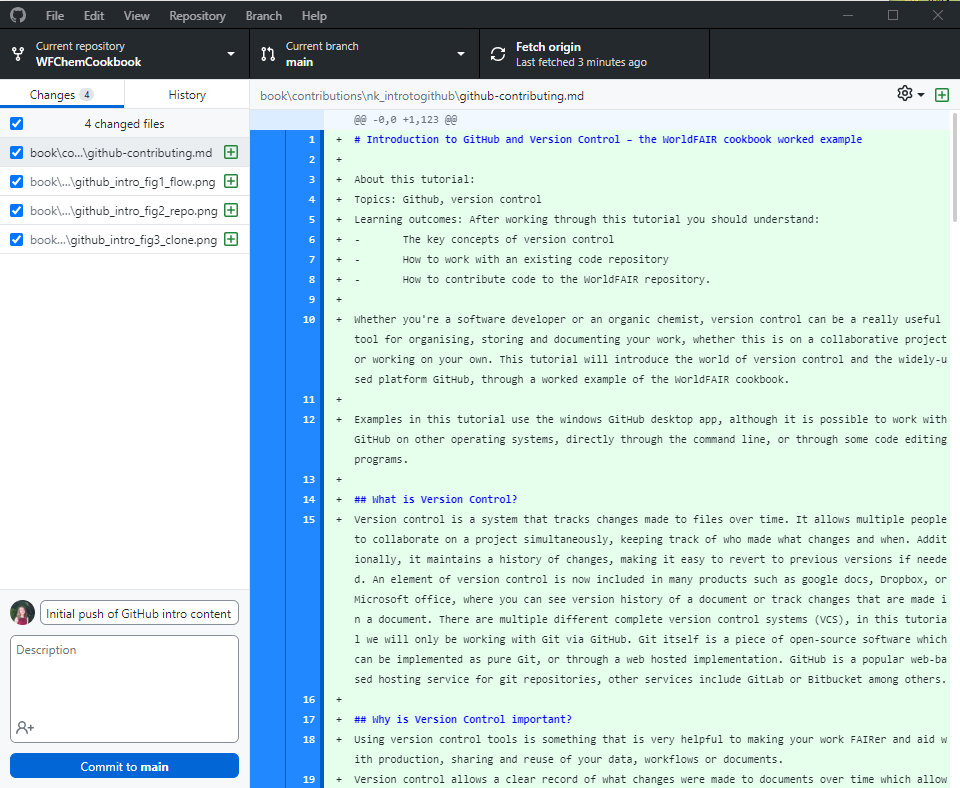 File Edit View Repository Branch Help
Current repository
WFChemCookbook
Current branch
main
Fetch origin
Last fetched 3 minutes ago
Changes 4 History
4 changed files
book\co...\github-contributing.md
book\...\github_intro_fig1_flow.png
book\...\github_intro_fig2_repo.png
book...\github_intro_fig3_clone.png
Initial push of GitHub intro content
Description
Commit to main
book\contributions\nk_introtogithub\github-contributing.md
@@ -0,0 +1,123 @@
1 + # Introduction to GitHub and Version Control – the WorldFAIR cookbook worked example
2 +
3 + About this tutorial:
4 + Topics: Github, version control
5 + Learning outcomes: After working through this tutorial you should understand:
6 + - The key concepts of version control
7 + - How to work with an existing code repository
8 + - How to contribute code to the WorldFAIR repository.
9 +
10 + Whether you're a software developer or an organic chemist, version control can be a really useful
tool for organising, storing and documenting your work, whether this is on a collaborative project
or working on your own. This tutorial will introduce the world of version control and the widely-u
sed platform GitHub, through a worked example of the WorldFAIR cookbook.
11 +
12 + Examples in this tutorial use the windows GitHub desktop app, although it is possible to work with
GitHub on other operating systems, directly through the command line, or through some code editing
programs.
13 +
14 + ## What is Version Control?
15 + Version control is a system that tracks changes made to files over time. It allows multiple people
to collaborate on a project simultaneously, keeping track of who made what changes and when. Addit
ionally, it maintains a history of changes, making it easy to revert to previous versions if neede
d. An element of version control is now included in many products such as google docs, Dropbox, or
Microsoft office, where you can see version history of a document or track changes that are made i
n a document. There are multiple different complete version control systems (VCS), in this tutoria
l we will only be working with Git via GitHub. Git itself is a piece of open-source software which
can be implemented as pure Git, or through a web hosted implementation. GitHub is a popular web-ba
sed hosting service for git repositories, other services include GitLab or Bitbucket among others.
16 +
17 + ## Why is Version Control important?
18 + Using version control tools is something that is very helpful to making your work FAIRer and aid w
ith production, sharing and reuse of your data, workflows or documents.
19 + Version control allows a clear record of what changes were made to documents over time which allow